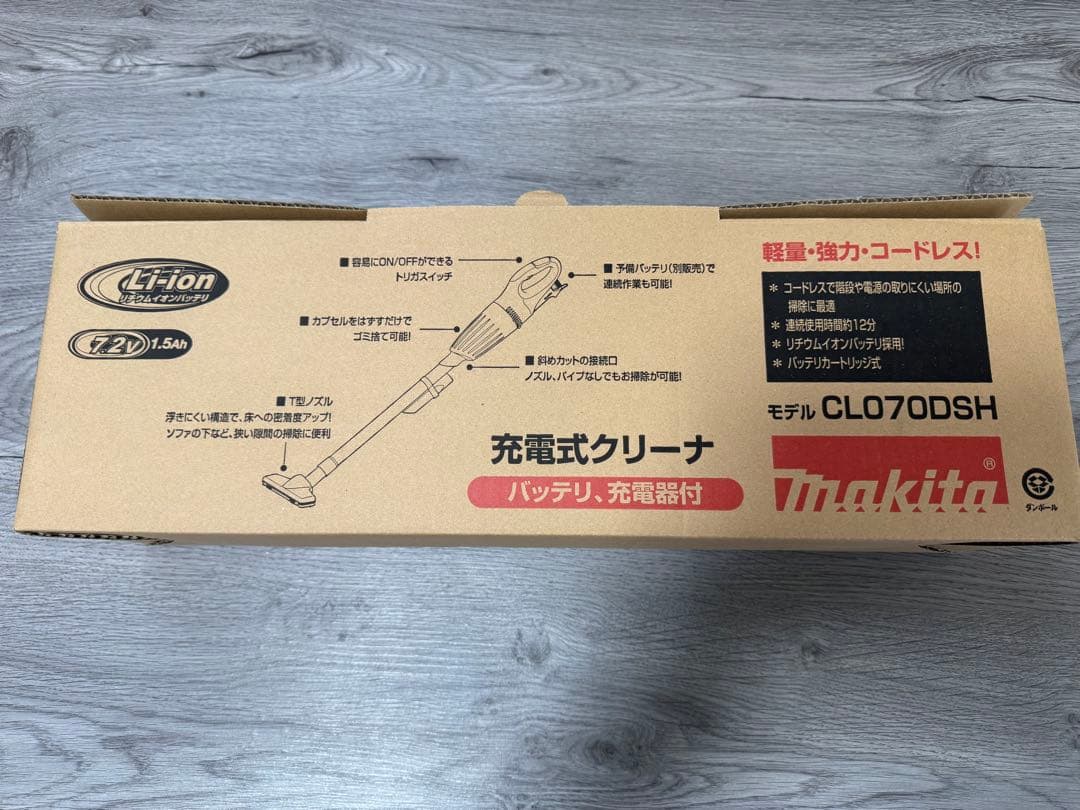 Li-ion
リチウムイオンバッテリ
7.2V 1.5Ah
■ 容易にON/OFFができる
トリガスイッチ
■ 予備バッテリ(別販売)で
連続作業も可能!
■ カプセルをはずすだけで
ゴミ捨て可能!
■ 斜めカットの接続口
ノズル、パイプなしでもお掃除が可能!
■ T型ノズル
浮きにくい構造で、床への密着度アップ!
ソファの下など、狭い隙間の掃除に便利
充電式クリーナ
バッテリ、充電器付
軽量・強力・コードレス!
* コードレスで階段や電源の取りにくい場所の
掃除に最適
* 連続使用時間約12分
* リチウムイオンバッテリ採用!
* バッテリカートリッジ式
モデル CL070DSH
makita®
ダンボール